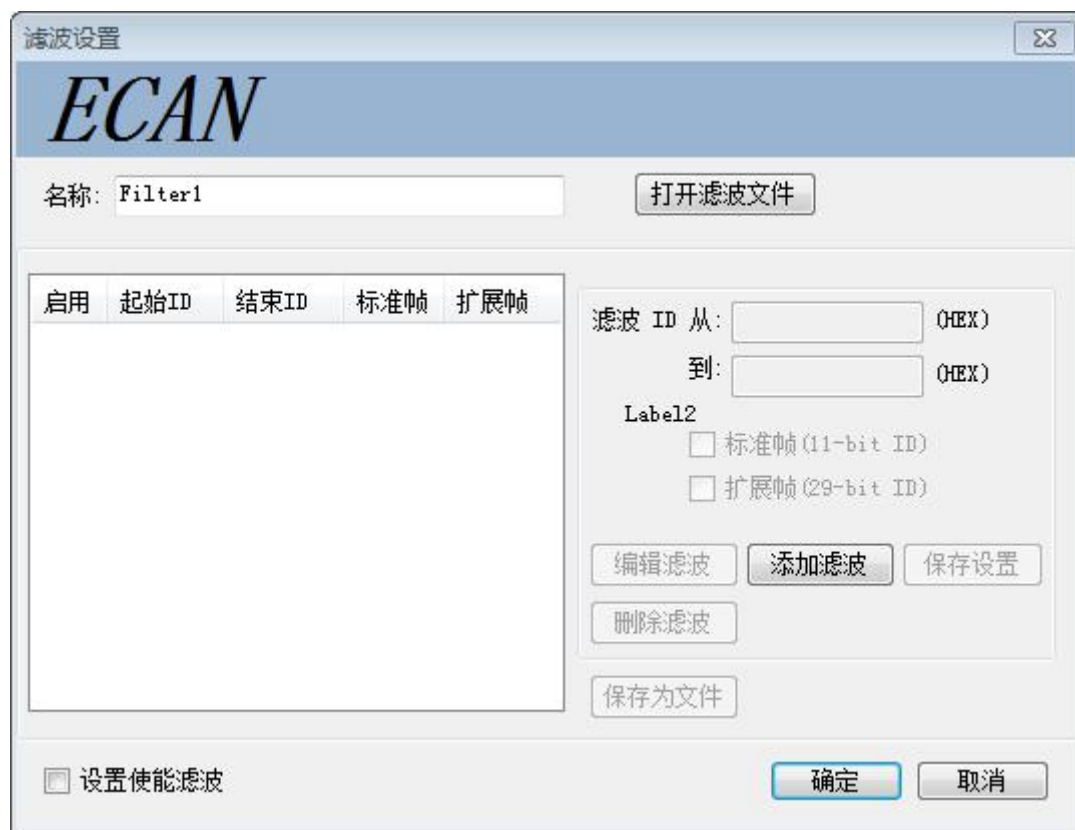 滤波设置
ECAN
名称: Filter1 打开滤波文件
启用 起始ID 结束ID 标准帧 扩展帧
滤波 ID 从: (HEX)
到: (HEX)
Label2
标准帧(11-bit ID)
扩展帧(29-bit ID)
编辑滤波 添加滤波 保存设置
删除滤波
保存为文件
设置使能滤波 确定 取消